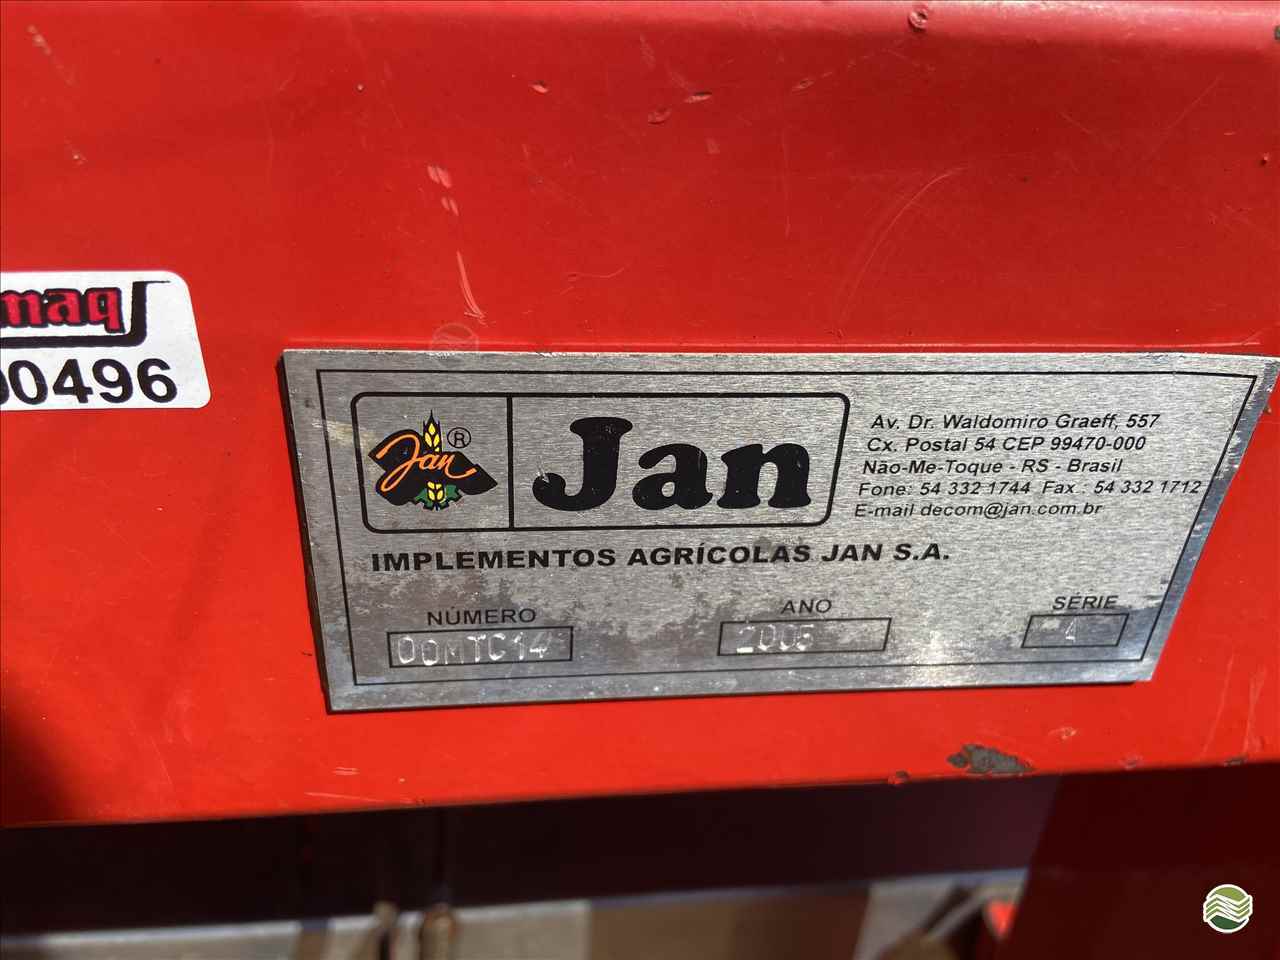 maq
00496
Jan ®
Jan
Av. Dr. Waldomiro Graeff, 557
Cx. Postal 54 CEP 99470-000
Não-Me-Toque - RS - Brasil
Fone: 54 332 1744 Fax.: 54 332 1712
E-mail decom@jan.com.br
IMPLEMENTOS AGRÍCOLAS JAN S.A.
NÚMERO ANO SÉRIE
00MTC14 2005 4